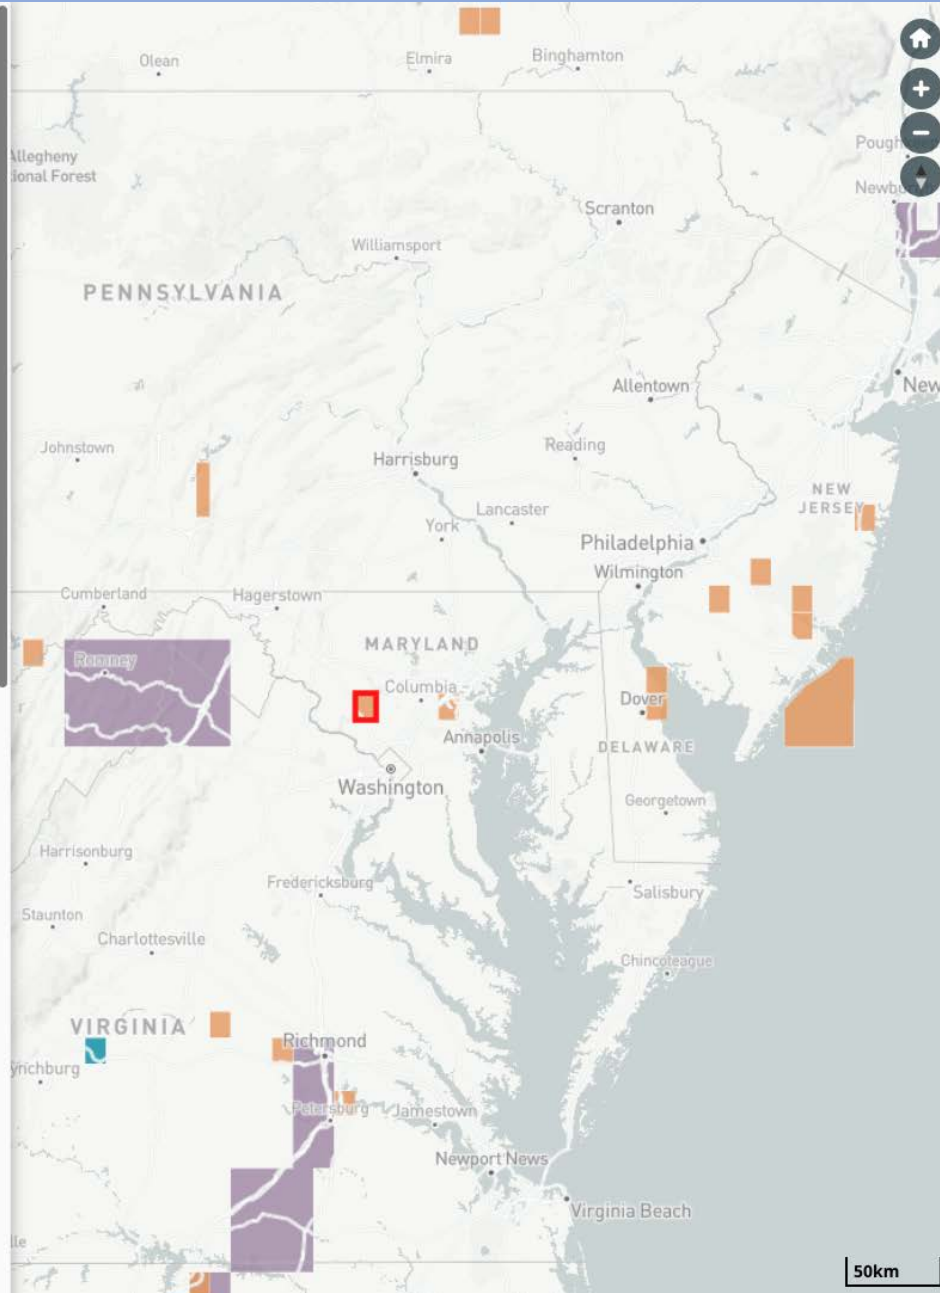 Olean
Elmira
Binghamton
Allegheny
ional Forest
Pough
Scranton
Newbur
Williamsport
PENNSYLVANIA
Allentown
New
Johnstown
Reading
Harrisburg
NEW
JERSEY
Lancaster
York
Philadelphia
Wilmington
Cumberland
Hagerstown
MARYLAND
Romney
Columbia
Dover
Annapolis
DELAWARE
Washington
Georgetown
Harrisonburg
Fredericksburg
Salisbury
Staunton
Charlottesville
Chincoteague
VIRGINIA
Richmond
ynchburg
Petersburg
Jamestown
Newport News
Virginia Beach
lle
50km